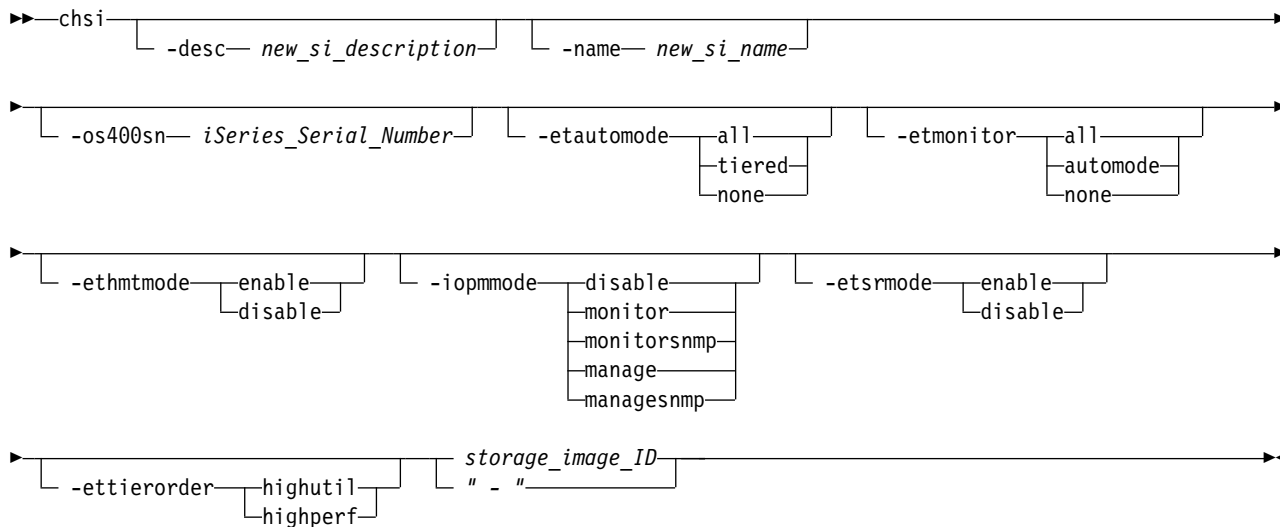 chsi
-desc new_si_description -name new_si_name
-os400sn iSeries_Serial_Number -etautomode all -etmonitor all
tiered automode
none none
-ethmtmode enable -iopmmode disable -etsrmode enable
disable monitor disable
monitorsnmp
manage
managesnmp
storage_image_ID
-ettierorder highutil " - "
highperf